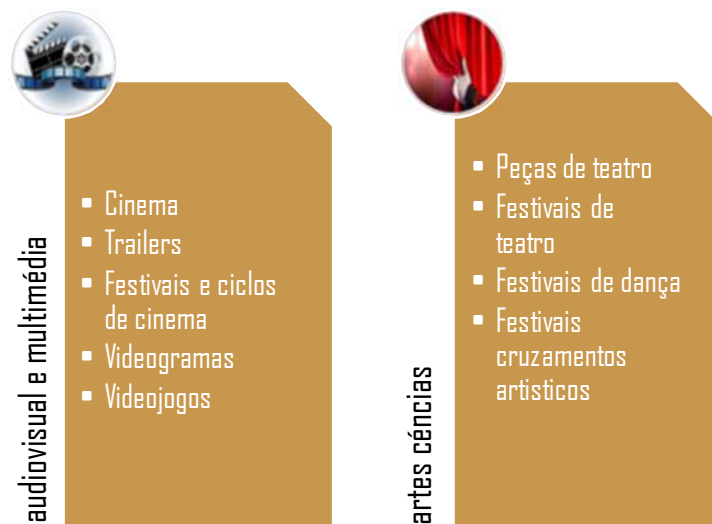 audiovisual e multimédia
▪ Cinema
▪ Trailers
▪ Festivais e ciclos
de cinema
▪ Videogramas
▪ Videojogos
artes céncias
▪ Peças de teatro
▪ Festivais de
teatro
▪ Festivais de dança
▪ Festivais
cruzamentos
artisticos